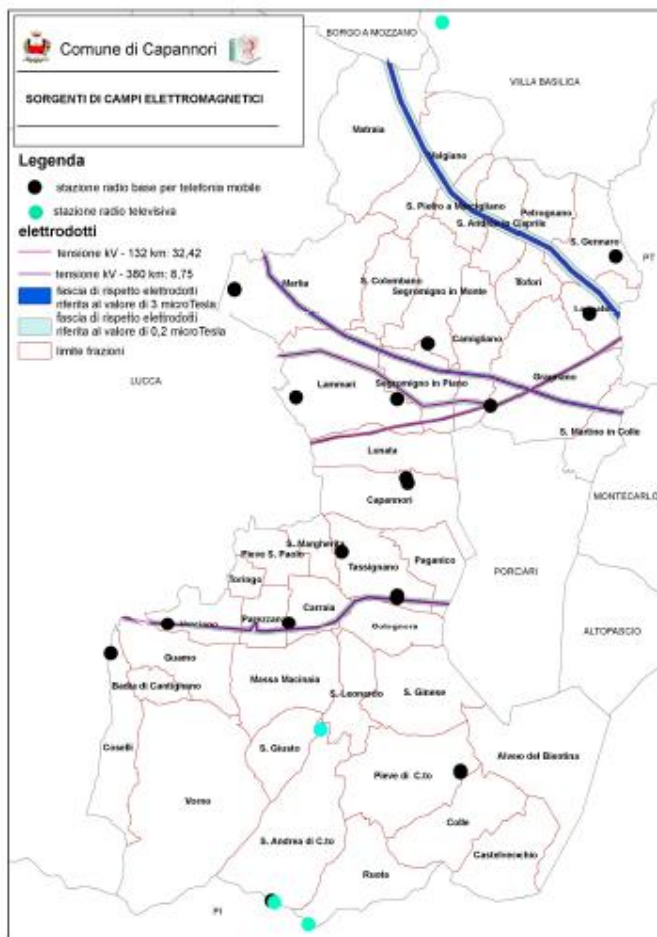 Comune di Capannori
SORGENTI DI CAMPI ELETTROMAGNETICI
Legenda
stazione radio base per telefonia mobile
stazione radio televisiva
elettrodotti
tensione kV - 132 km: 32,42
tensione kV - 380 km: 8,75
fascia di rispetto elettrodotti
riferita al valore di 3 microTesla
fascia di rispetto elettrodotti
riferita al valore di 0,2 microTesla
limite frazioni
BORGO A MOZZANO
VILLA BASILICA
Matraia
Valgiano
S. Pietro a Marcigliano
Petrognano
S. Andrea in Caprile
S. Gennaro
PT
Marlia
S. Colombano
Segromigno in Monte
Tofori
Camigliano
LUCCA
Lammari
Segromigno in Piano
Gragnano
S. Martino in Colle
Lunata
Capannori
MONTECARLO
S. Margherita
Pieve S. Paolo
Tassignano
Paganico
PORCARI
Toringo
Carraia
ALTOPASCIO
Guamo
Massa Macinaia
S. Leonardo
S. Ginese
Badia di Cantignano
Coselli
S. Giusto
Alveo del Bientina
Pieve di C.to
Vorno
Colle
S. Andrea di C.to
Castelvecchio
Ruota
PI